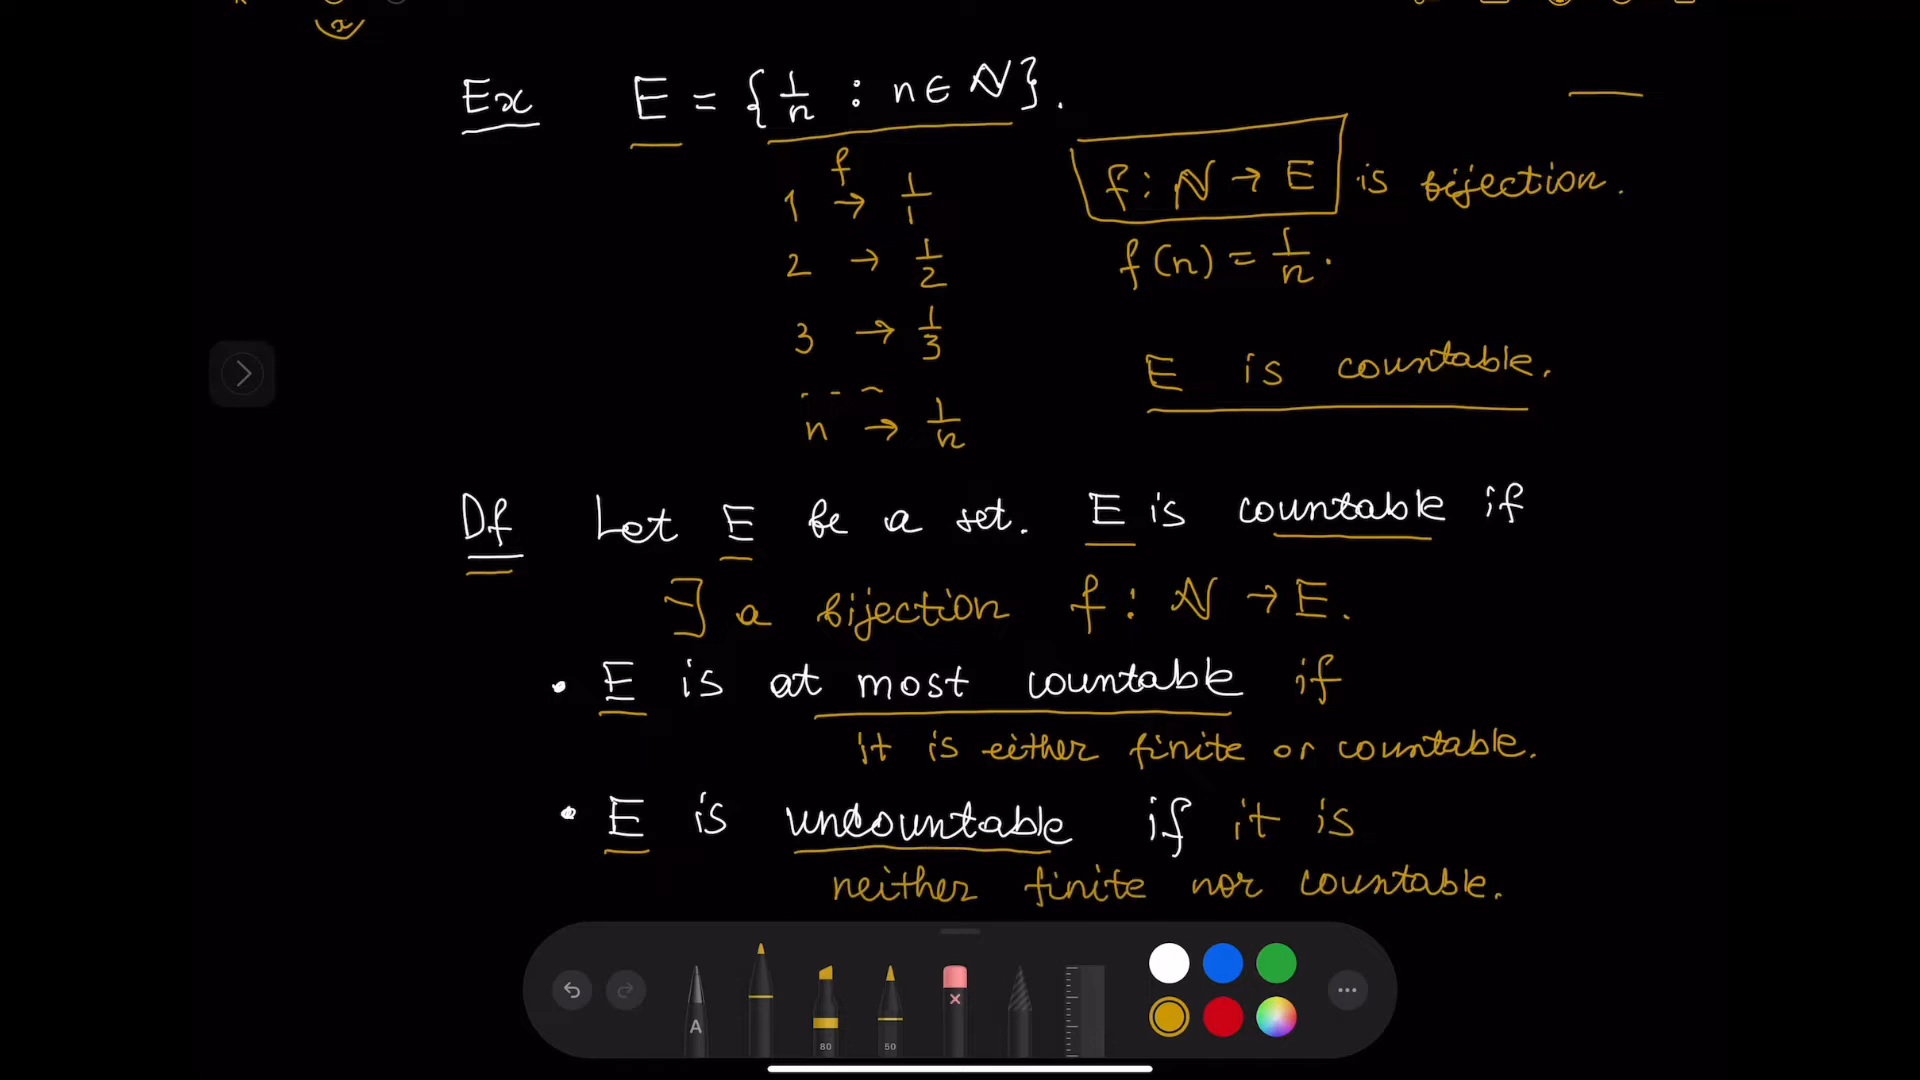 x
Ex E = {1/n : n ∈ ℕ}.
f
1 → 1/1
f : ℕ → E is bijection.
2 → 1/2
f(n) = 1/n.
3 → 1/3
E is countable.
. - ~
n → 1/n
Df Let E be a set. E is countable if
∃ a bijection f : ℕ → E.
• E is at most countable if
it is either finite or countable.
• E is uncountable if it is
neither finite nor countable.
A
80
50